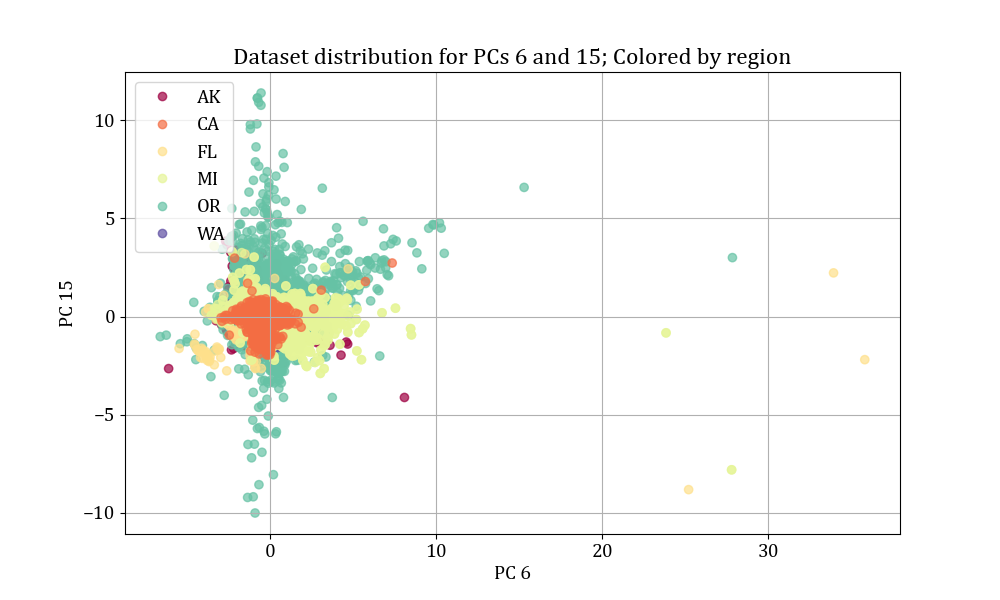 Dataset distribution for PCs 6 and 15; Colored by region
AK
CA
FL
MI
OR
WA
10
5
0
−5
−10
PC 15
0
10
20
30
PC 6